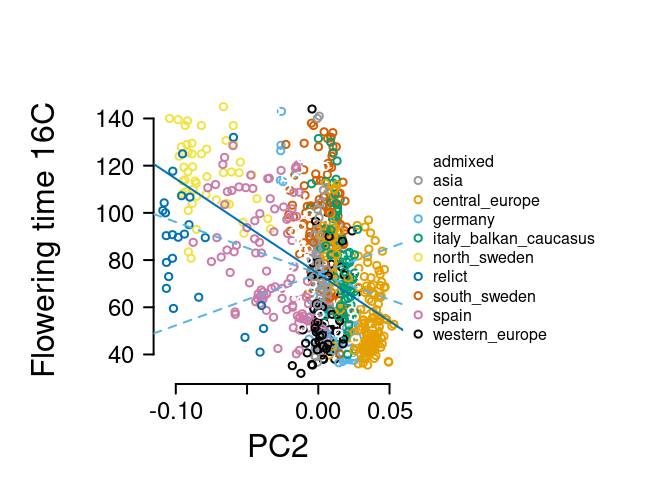 Flowering time 16C
140
120
100
80
60
40
-0.10
0.00
0.05
PC2
admixed
asia
central_europe
germany
italy_balkan_caucasus
north_sweden
relict
south_sweden
spain
western_europe